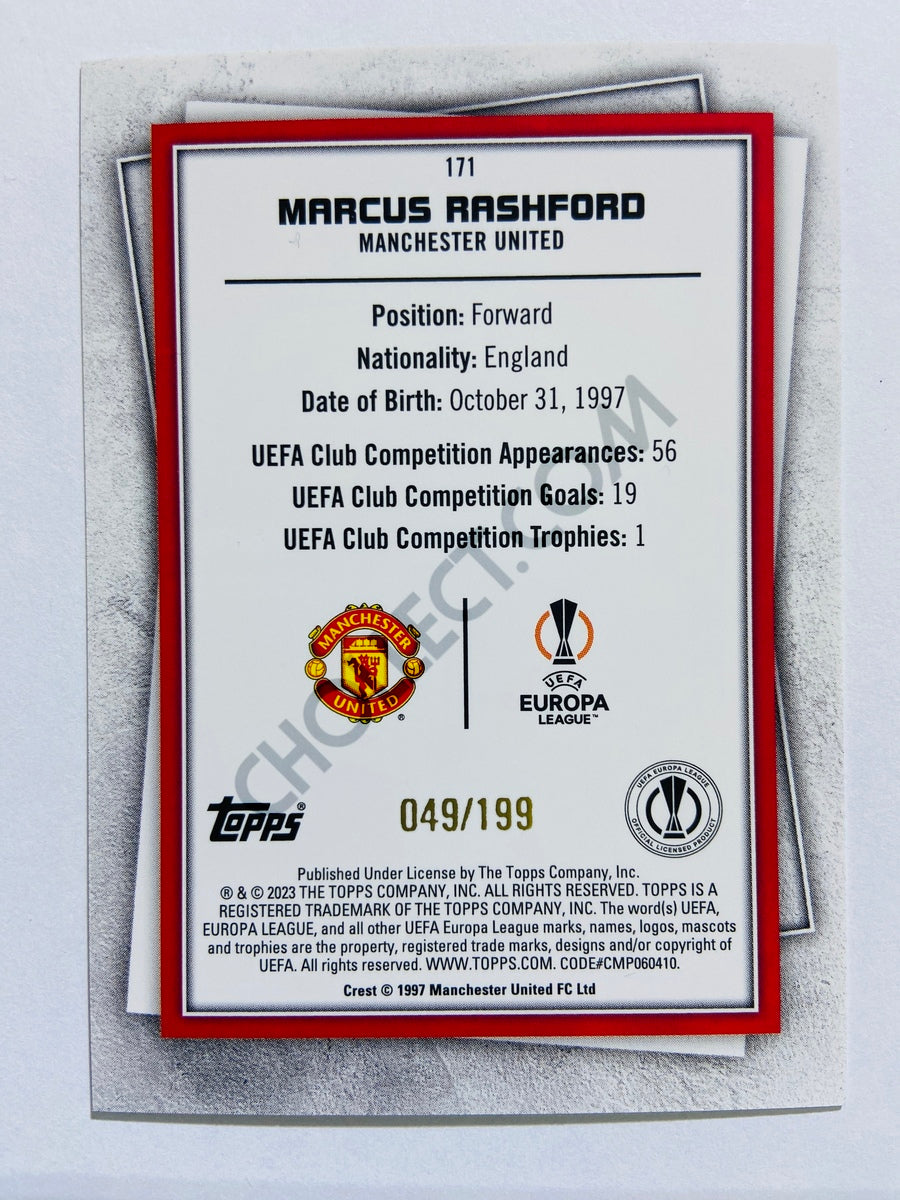 171
MARCUS RASHFORD
MANCHESTER UNITED
Position: Forward
Nationality: England
Date of Birth: October 31, 1997
UEFA Club Competition Appearances: 56
UEFA Club Competition Goals: 19
UEFA Club Competition Trophies: 1
MANCHESTER
UNITED
®
UEFA
EUROPA
LEAGUE™
topps®
049/199
UEFA EUROPA LEAGUE
OFFICIAL LICENSED PRODUCT
Published Under License by The Topps Company, Inc.
® & © 2023 THE TOPPS COMPANY, INC. ALL RIGHTS RESERVED. TOPPS IS A
REGISTERED TRADEMARK OF THE TOPPS COMPANY, INC. The word(s) UEFA,
EUROPA LEAGUE, and all other UEFA Europa League marks, names, logos, mascots
and trophies are the property, registered trade marks, designs and/or copyright of
UEFA. All rights reserved. WWW.TOPPS.COM. CODE#CMP060410.
Crest © 1997 Manchester United FC Ltd